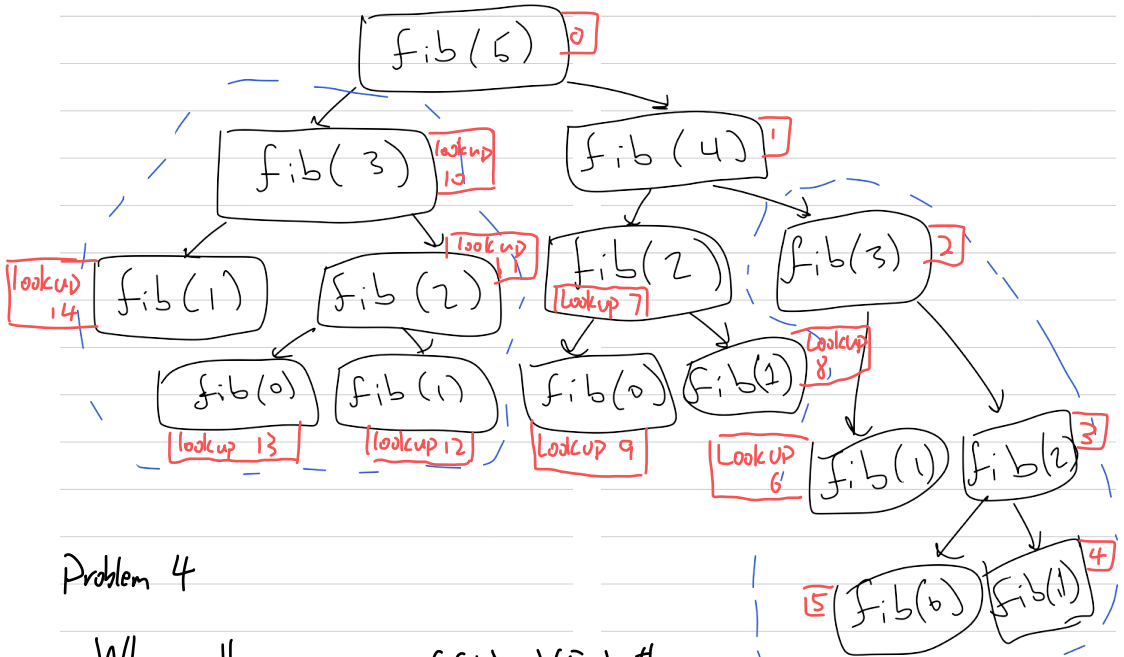 fib(5) 0
fib(3) lookup 10
fib(4) 1
fib(1) lookup 14
fib(2) lookup 11
fib(2) Lookup 7
fib(3) 2
fib(0) lookup 13
fib(1) lookup 12
fib(0) Lookup 9
fib(1) Lookup 8
fib(1) Lookup 6
fib(2) 3
fib(0) 5
fib(1) 4
Problem 4